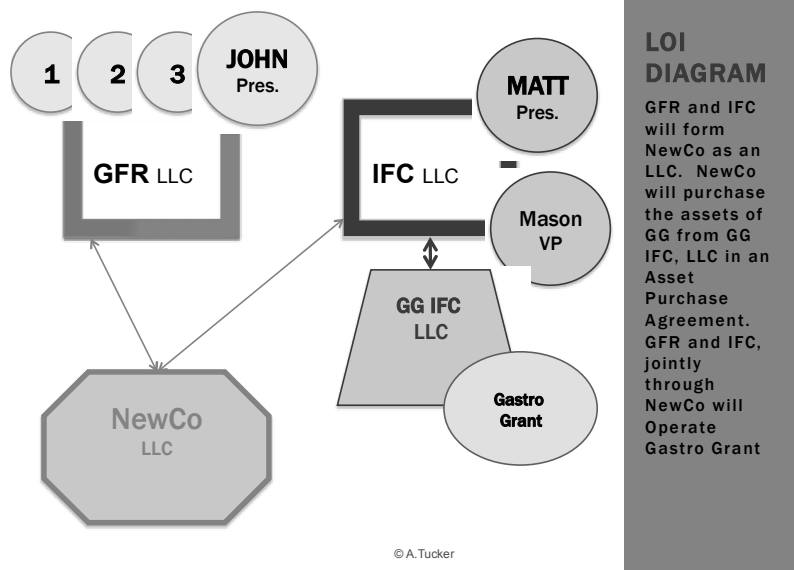 1
2
3
JOHN
Pres.
GFR LLC
MATT
Pres.
IFC LLC
Mason
VP
GG IFC
LLC
Gastro
Grant
NewCo
LLC
© A.Tucker
LOI
DIAGRAM
GFR and IFC
will form
NewCo as an
LLC. NewCo
will purchase
the assets of
GG from GG
IFC, LLC in an
Asset
Purchase
Agreement.
GFR and IFC,
jointly
through
NewCo will
Operate
Gastro Grant